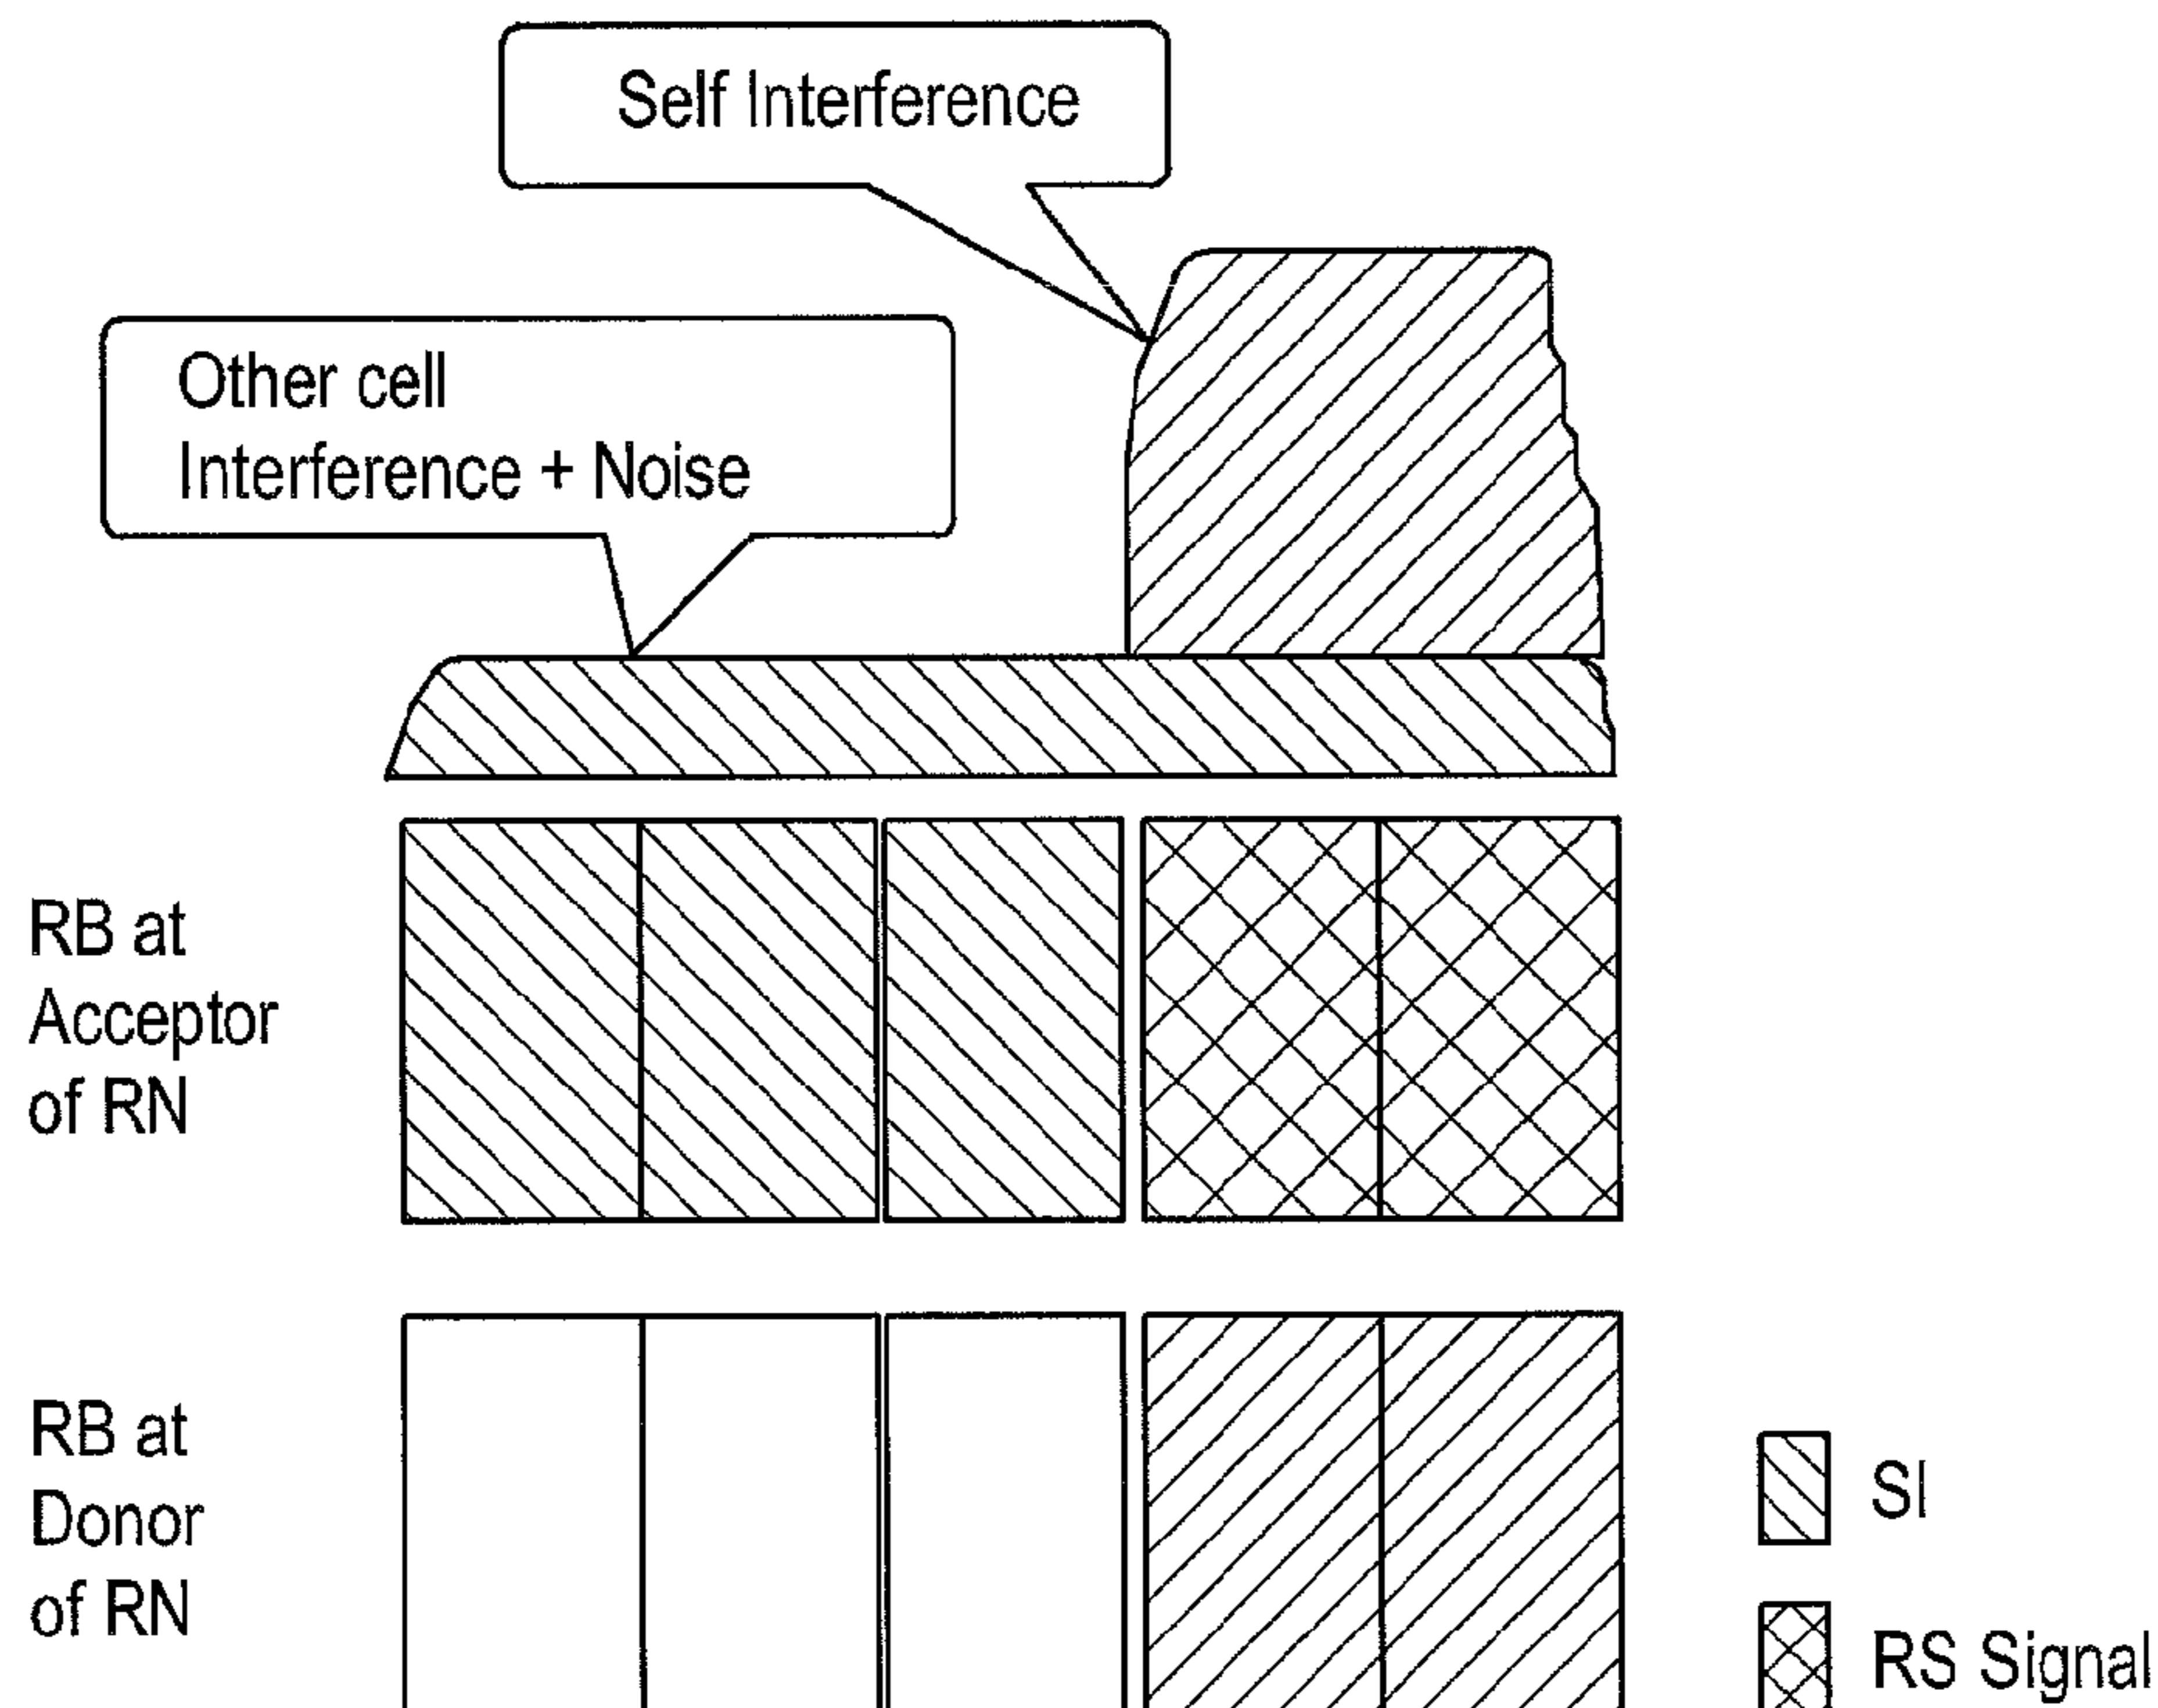 Self Interference
Other cell
Interference + Noise
RB at
Acceptor
of RN
RB at
Donor
of RN
SI
RS Signal